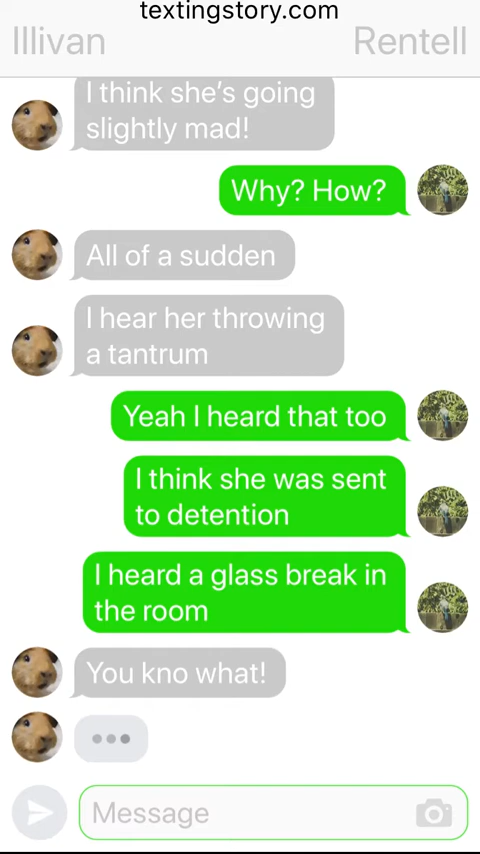 textingstory.com
Illivan
Rentell
I think she’s going
slightly mad!
Why? How?
All of a sudden
I hear her throwing
a tantrum
Yeah I heard that too
I think she was sent
to detention
I heard a glass break in
the room
You kno what!
Message